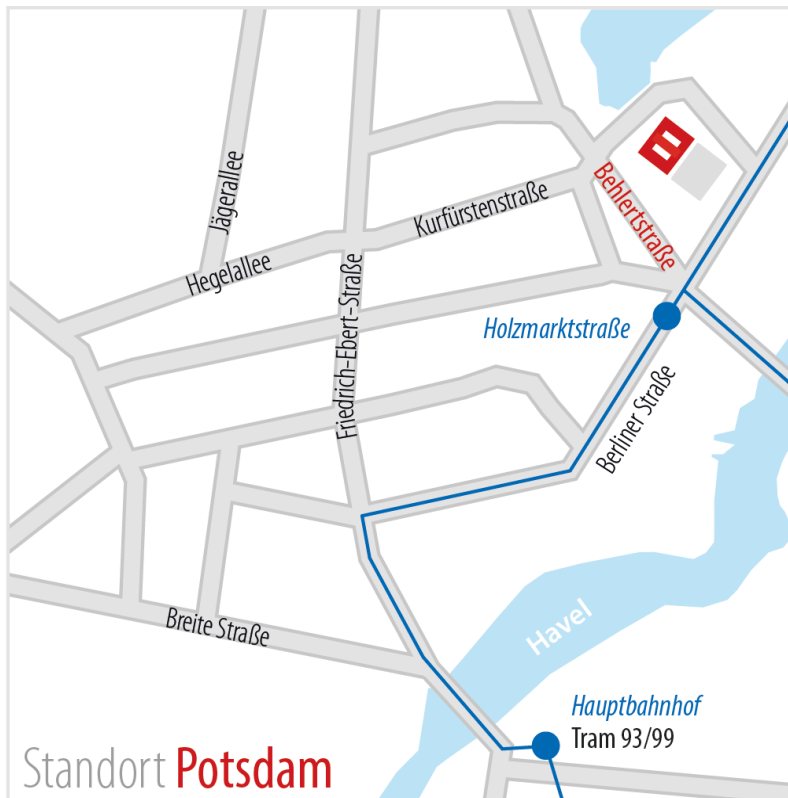 Jägerallee
Behlertstraße
Kurfürstenstraße
Hegelallee
Holzmarktstraße
Friedrich-Ebert-Straße
Berliner Straße
Breite Straße
Havel
Hauptbahnhof
Tram 93/99
Standort Potsdam